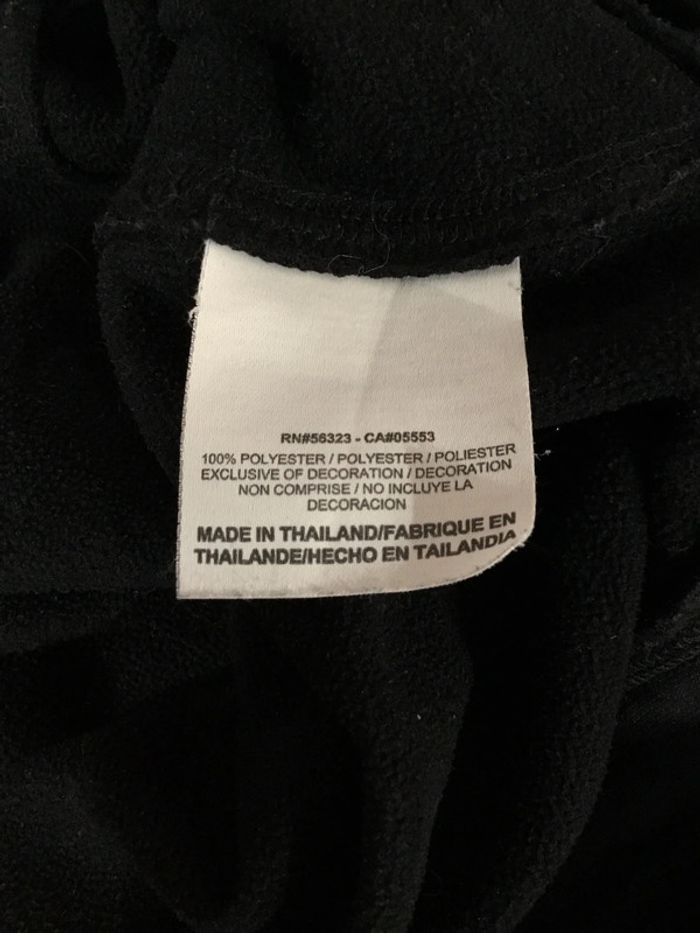 RN#56323 - CA#05553
100% POLYESTER / POLYESTER / POLIESTER
EXCLUSIVE OF DECORATION / DECORATION
NON COMPRISE / NO INCLUYE LA
DECORACION
MADE IN THAILAND/FABRIQUE EN
THAILANDE/HECHO EN TAILANDIA